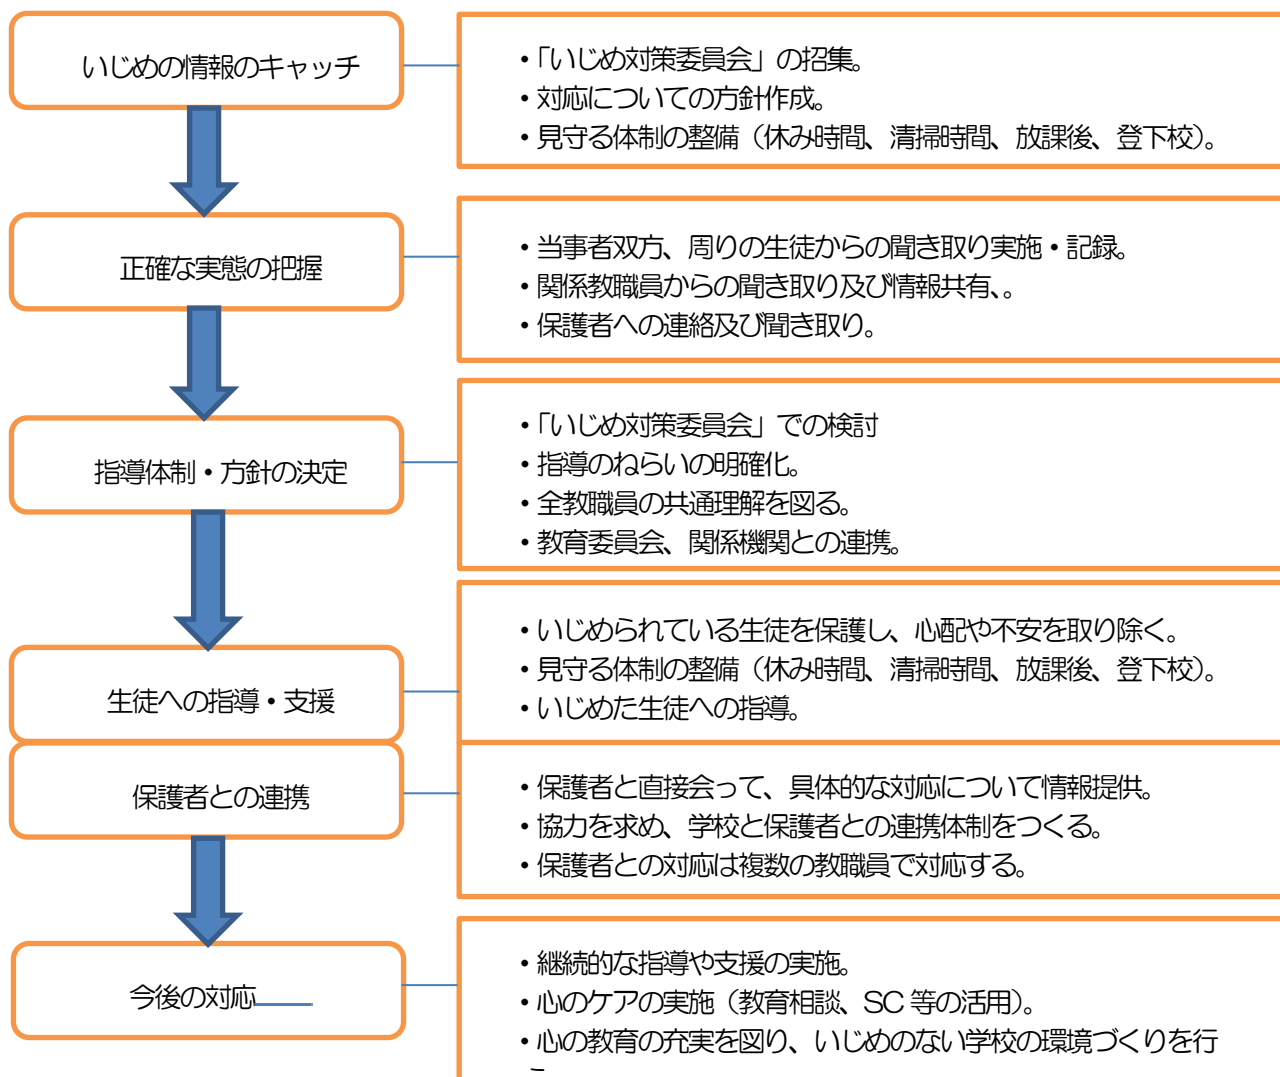 いじめの情報のキャッチ
・「いじめ対策委員会」の招集。
・対応についての方針作成。
・見守る体制の整備（休み時間、清掃時間、放課後、登下校）。
正確な実態の把握
・当事者双方、周りの生徒からの聞き取り実施・記録。
・関係教職員からの聞き取り及び情報共有、。
・保護者への連絡及び聞き取り。
指導体制・方針の決定
・「いじめ対策委員会」での検討
・指導のねらいの明確化。
・全教職員の共通理解を図る。
・教育委員会、関係機関との連携。
生徒への指導・支援
・いじめられている生徒を保護し、心配や不安を取り除く。
・見守る体制の整備（休み時間、清掃時間、放課後、登下校）。
・いじめた生徒への指導。
保護者との連携
・保護者と直接会って、具体的な対応について情報提供。
・協力を求め、学校と保護者との連携体制をつくる。
・保護者との対応は複数の教職員で対応する。
今後の対応
・継続的な指導や支援の実施。
・心のケアの実施（教育相談、SC 等の活用）。
・心の教育の充実を図り、いじめのない学校の環境づくりを行